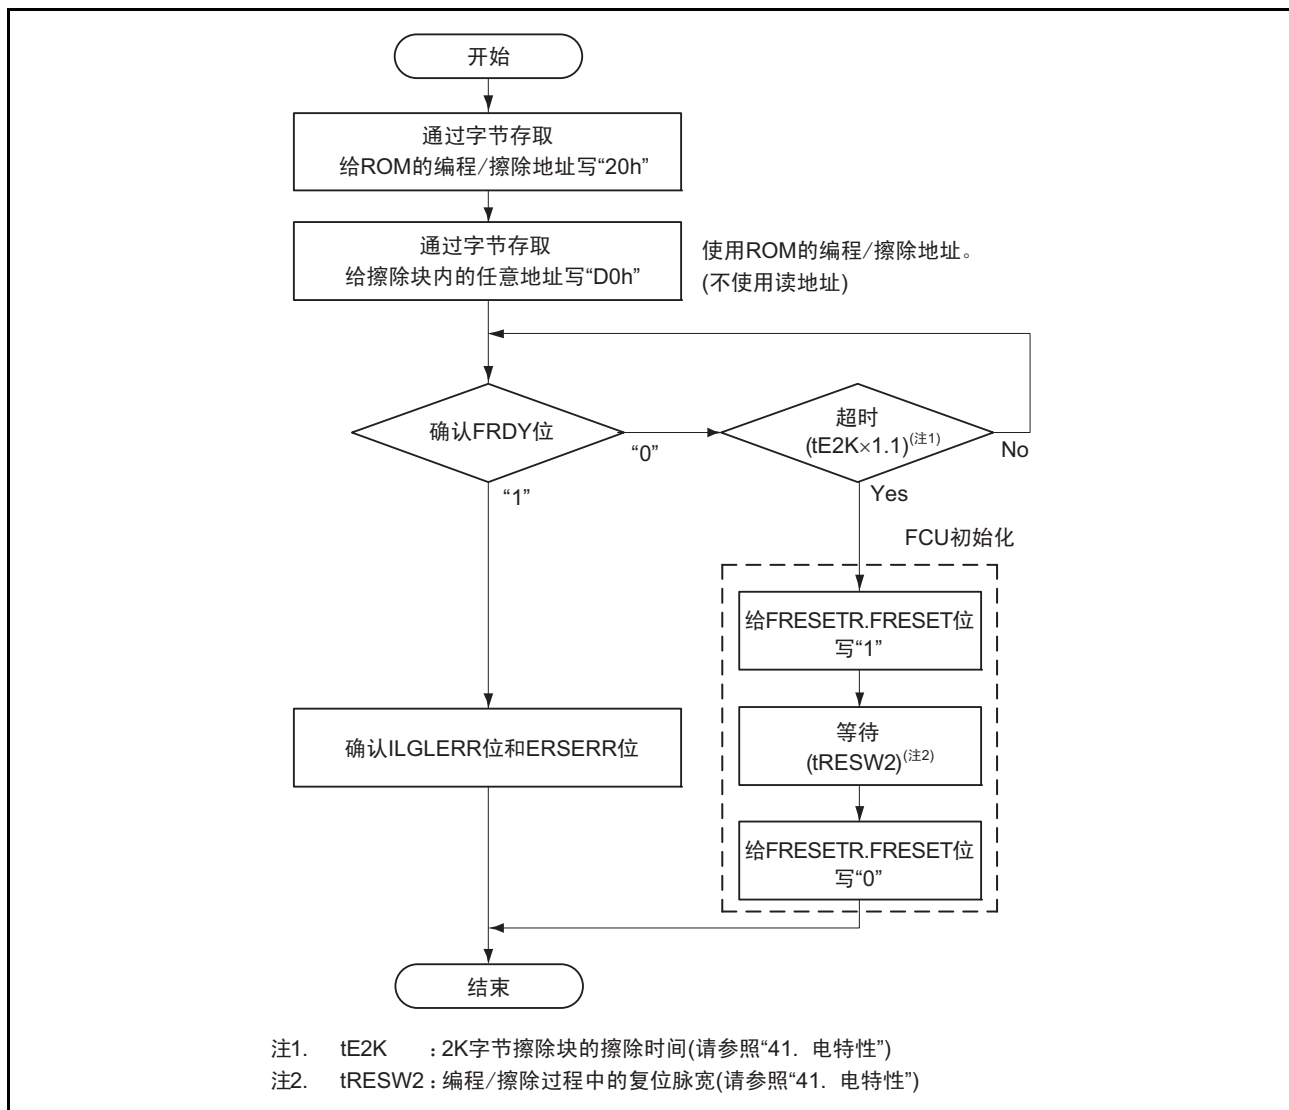 开始
通过字节存取
给ROM的编程/擦除地址写“20h”
通过字节存取
给擦除块内的任意地址写“D0h”
使用ROM的编程/擦除地址。
(不使用读地址)
确认FRDY位
“0”
超时
(tE2K×1.1)(注1)
No
“1”
Yes
FCU初始化
给FRESETR.FRESET位
写“1”
等待
(tRESW2)(注2)
给FRESETR.FRESET位
写“0”
确认ILGLERR位和ERSERR位
结束
注1. tE2K : 2K字节擦除块的擦除时间(请参照“41. 电特性”)
注2. tRESW2 : 编程/擦除过程中的复位脉宽(请参照“41. 电特性”)